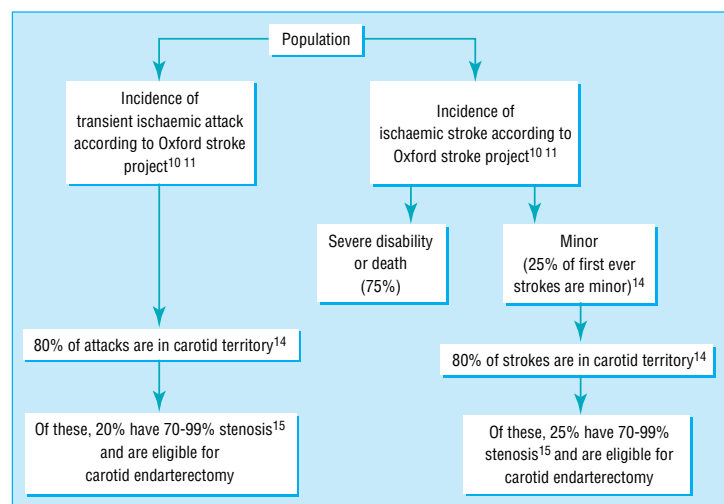 Population
Incidence of
transient ischaemic attack
according to Oxford stroke
project10 11
Incidence of
ischaemic stroke according to
Oxford stroke project10 11
Severe disability
or death
(75%)
Minor
(25% of first ever
strokes are minor)14
80% of attacks are in carotid territory14
80% of strokes are in carotid territory14
Of these, 20% have 70-99% stenosis15
and are eligible for
carotid endarterectomy
Of these, 25% have 70-99%
stenosis15 and are eligible for
carotid endarterectomy